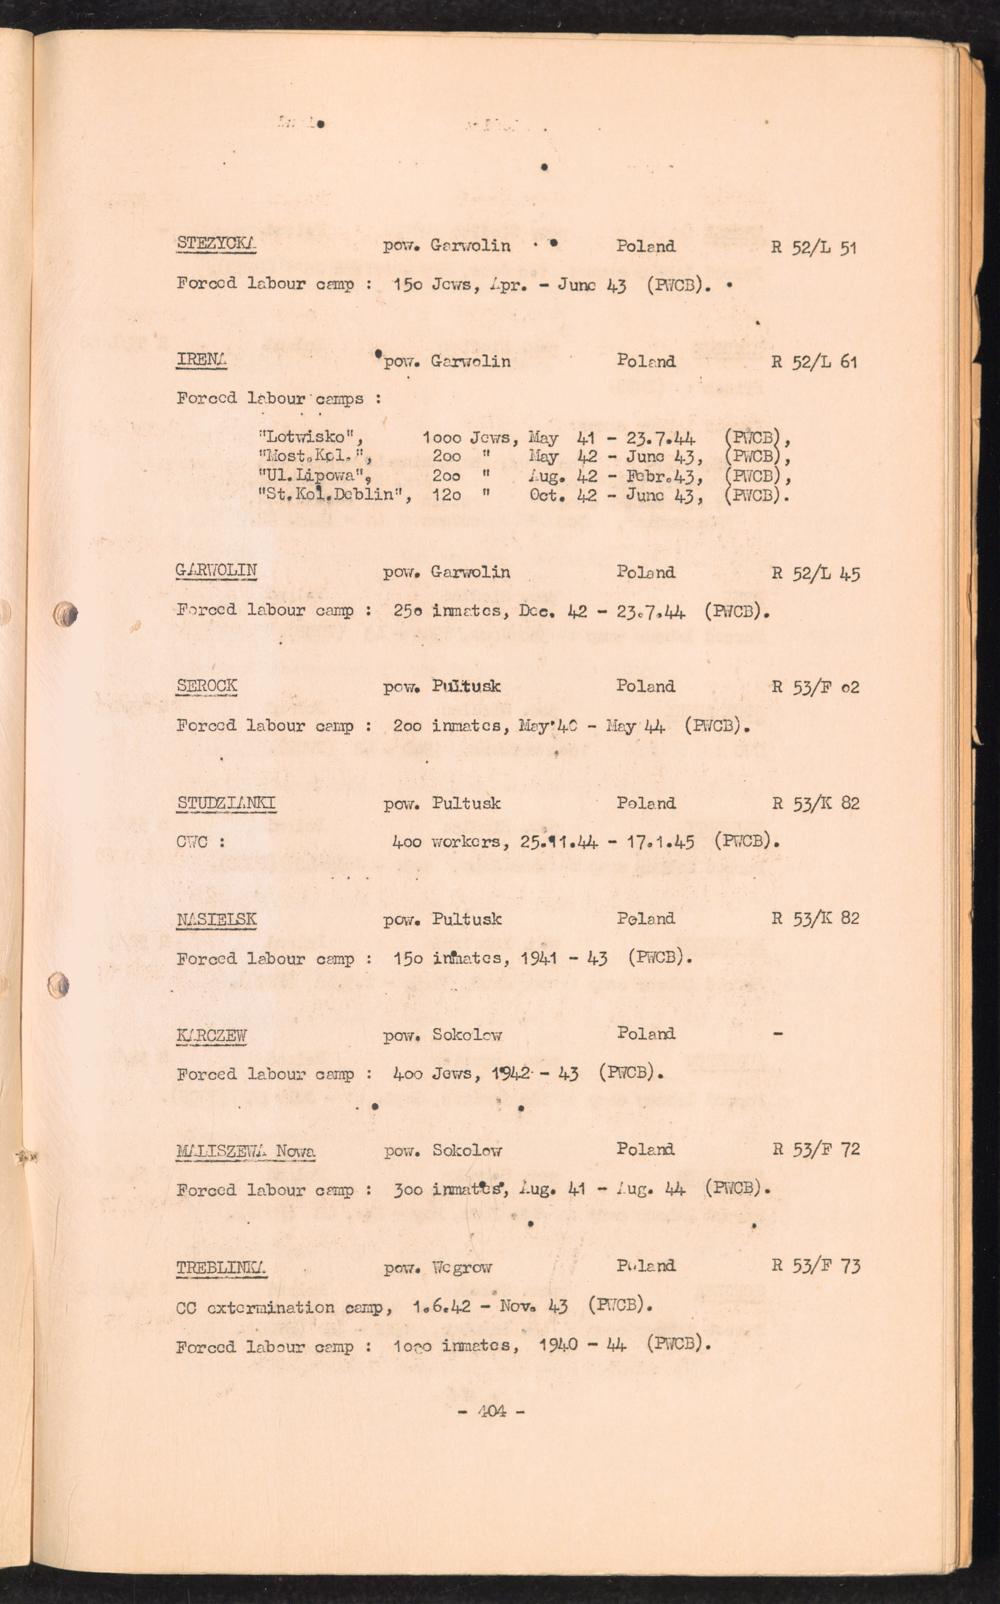 STEZYCKA pow. Garwolin Poland R 52/L 51
Forced labour camp : 150 Jews, Apr. - June 43 (PWCB).
IRENA pow. Garwolin Poland R 52/L 61
Forced labour camps :
"Lotwisko", 1000 Jews, May 41 - 23.7.44 (PWCB),
"Most.Kol.", 200 " May 42 - June 43, (PWCB),
"Ul.Lipowa", 200 " Aug. 42 - Febr.43, (PWCB),
"St.Kol.Deblin", 120 " Oct. 42 - June 43, (PWCB).
GARWOLIN pow. Garwolin Poland R 52/L 45
Forced labour camp : 250 inmates, Dec. 42 - 23.7.44 (PWCB).
SEROCK pow. Pultusk Poland R 53/F 02
Forced labour camp : 200 inmates, May 40 - May 44 (PWCB).
STUDZIANKI pow. Pultusk Poland R 53/K 82
CWC : 400 workers, 25.11.44 - 17.1.45 (PWCB).
NASIELSK pow. Pultusk Poland R 53/K 82
Forced labour camp : 150 inmates, 1941 - 43 (PWCB).
KARCZEW pow. Sokolow Poland -
Forced labour camp : 400 Jews, 1942 - 43 (PWCB).
MALISZEWA Nowa pow. Sokolow Poland R 53/F 72
Forced labour camp : 300 inmates, Aug. 41 - Aug. 44 (PWCB).
TREBLINKA pow. Wegrow Poland R 53/F 73
CC extermination camp, 1.6.42 - Nov. 43 (PWCB).
Forced labour camp : 1000 inmates, 1940 - 44 (PWCB).
- 404 -